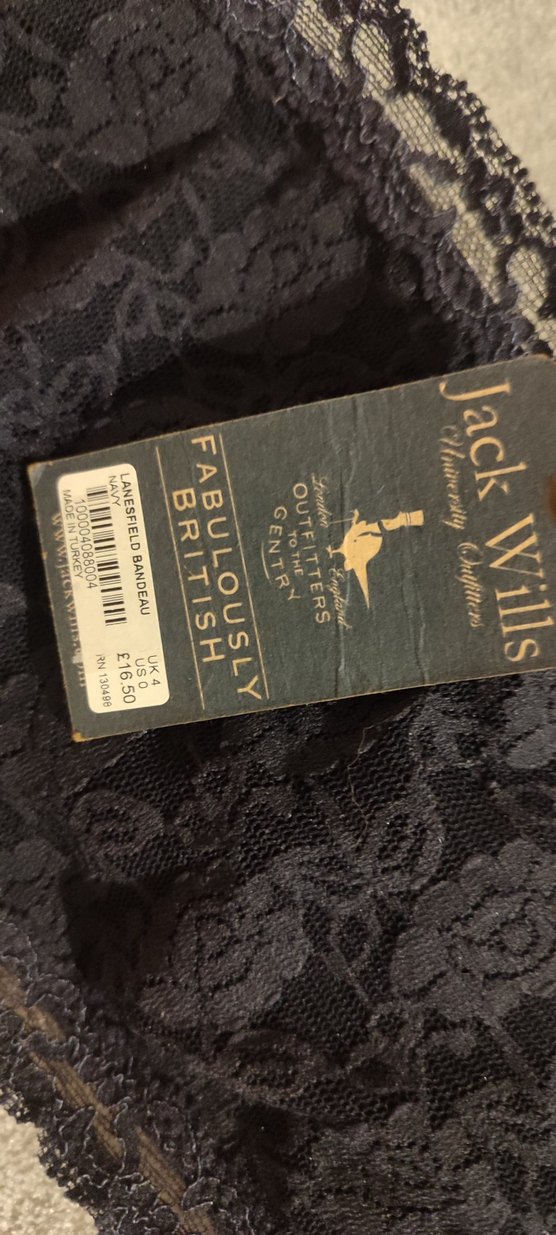 Jack Wills
University Outfitters
London England
OUTFITTERS
TO THE
GENTRY
FABULOUSLY
BRITISH
LANESFIELD BANDEAU
NAVY
UK 4
US 0
100004088004
£16.50
MADE IN TURKEY
RN 130498